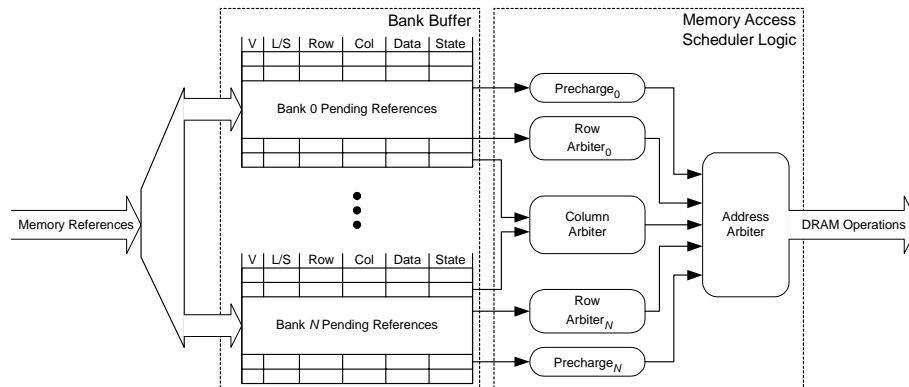 Bank Buffer
Memory Access
Scheduler Logic
V L/S Row Col Data State
Bank 0 Pending References
Precharge0
Row
Arbiter0
Memory References
Column
Arbiter
Address
Arbiter
DRAM Operations
V L/S Row Col Data State
Bank N Pending References
Row
ArbiterN
PrechargeN